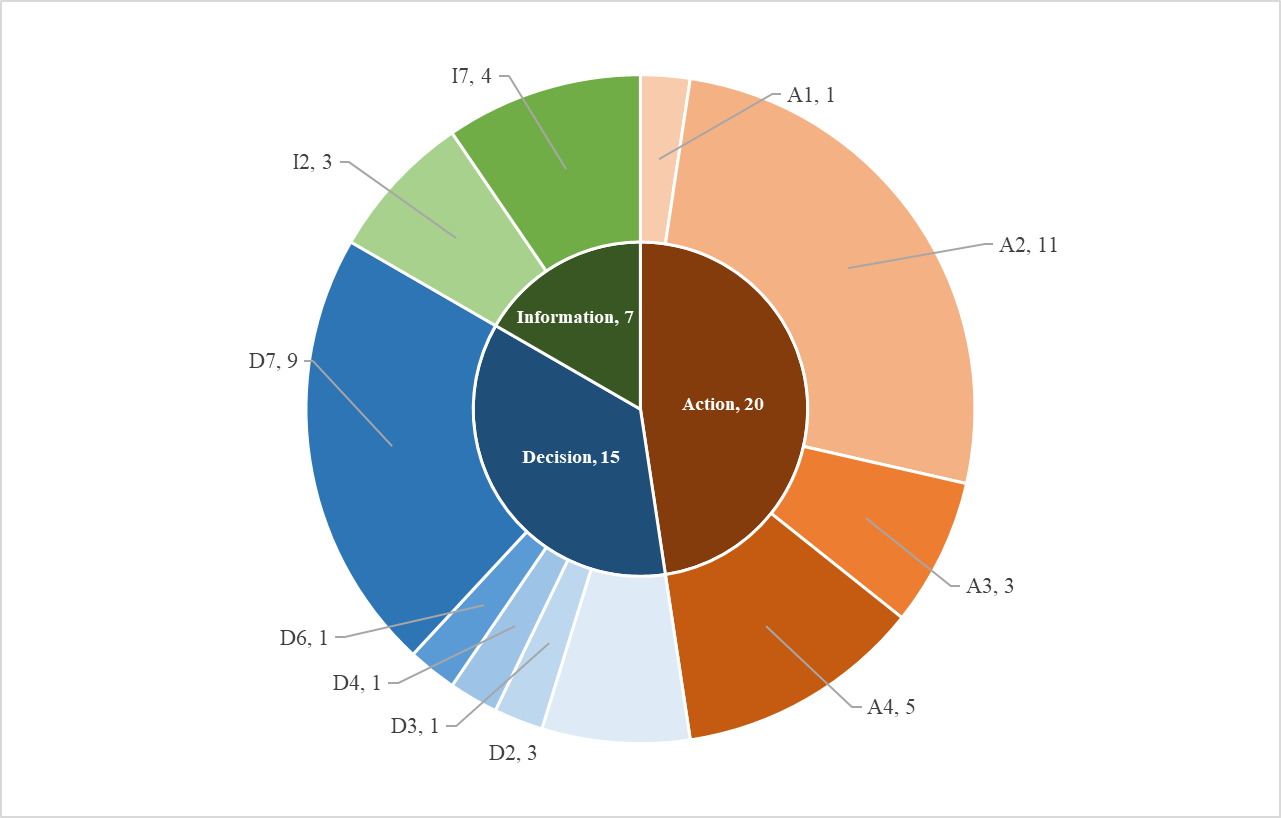 I7, 4
A1, 1
I2, 3
A2, 11
Information, 7
D7, 9
Action, 20
Decision, 15
A3, 3
D6, 1
D4, 1
A4, 5
D3, 1
D2, 3